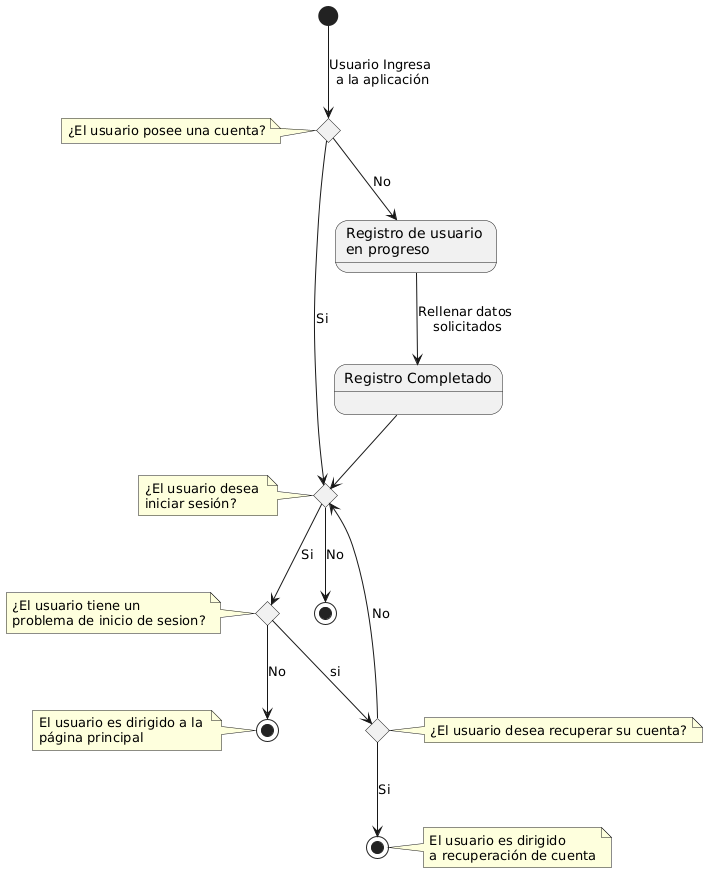 Usuario Ingresa
a la aplicación
¿El usuario posee una cuenta?
No
Registro de usuario
en progreso
Si
Rellenar datos
solicitados
Registro Completado
¿El usuario desea
iniciar sesión?
Si
No
¿El usuario tiene un
problema de inicio de sesion?
No
No
si
El usuario es dirigido a la
página principal
¿El usuario desea recuperar su cuenta?
Si
El usuario es dirigido
a recuperación de cuenta